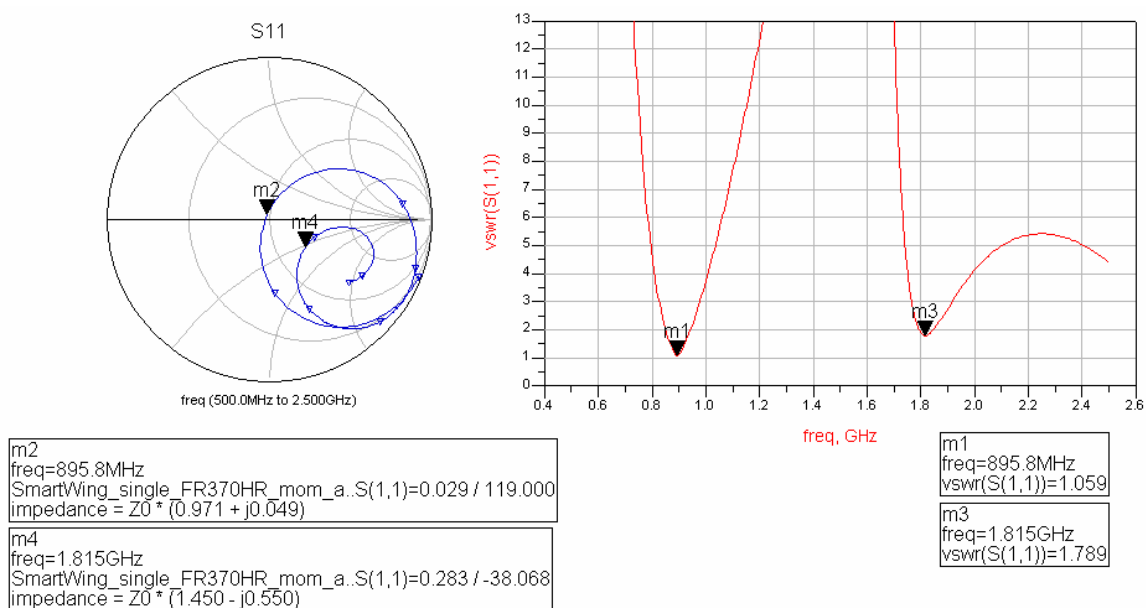 S11
m2
m4
freq (500.0MHz to 2.500GHz)
vswr(S(1,1))
13
12
11
10
9
8
7
6
5
4
3
2
1
0
m1
m3
0.4 0.6 0.8 1.0 1.2 1.4 1.6 1.8 2.0 2.2 2.4 2.6
freq, GHz
m2
freq=895.8MHz
SmartWing_single_FR370HR_mom_a..S(1,1)=0.029 / 119.000
impedance = Z0 * (0.971 + j0.049)
m4
freq=1.815GHz
SmartWing_single_FR370HR_mom_a..S(1,1)=0.283 / -38.068
impedance = Z0 * (1.450 - j0.550)
m1
freq=895.8MHz
vswr(S(1,1))=1.059
m3
freq=1.815GHz
vswr(S(1,1))=1.789